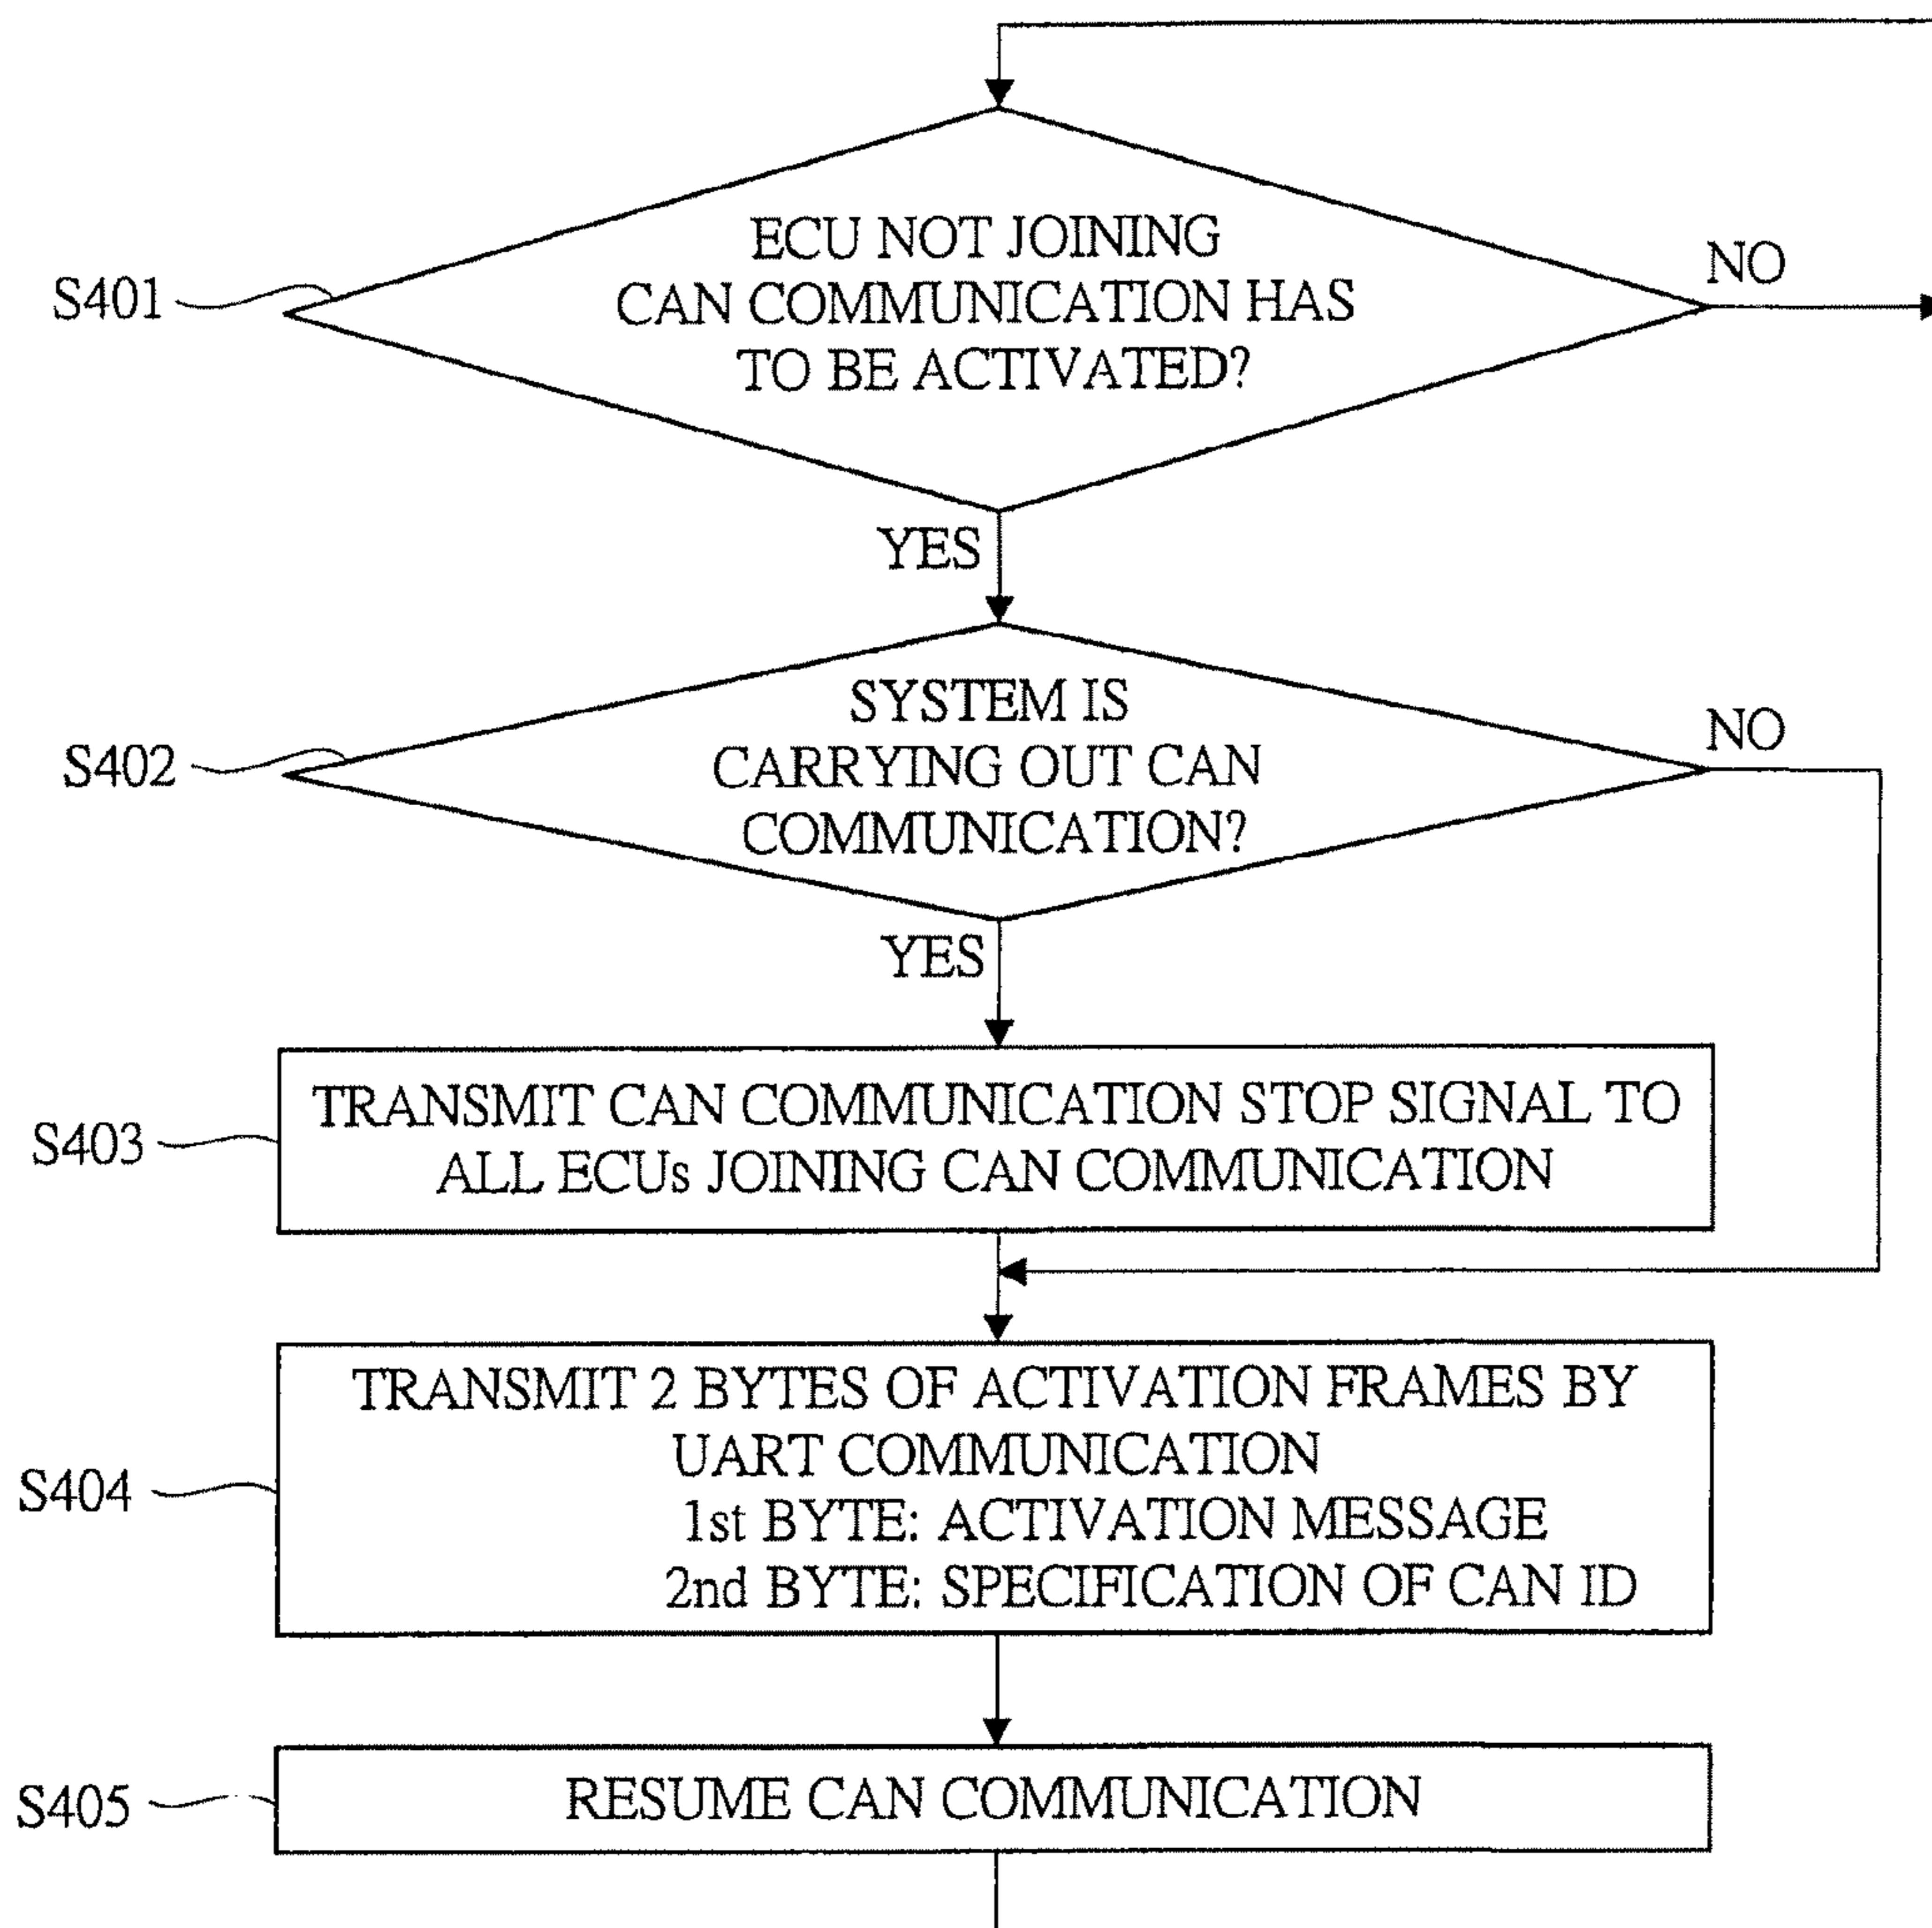 ECU NOT JOINING
CAN COMMUNICATION HAS
TO BE ACTIVATED?
S401
NO
YES
SYSTEM IS
CARRYING OUT CAN
COMMUNICATION?
S402
NO
YES
TRANSMIT CAN COMMUNICATION STOP SIGNAL TO
ALL ECUs JOINING CAN COMMUNICATION
S403
TRANSMIT 2 BYTES OF ACTIVATION FRAMES BY
UART COMMUNICATION
1st BYTE: ACTIVATION MESSAGE
2nd BYTE: SPECIFICATION OF CAN ID
S404
RESUME CAN COMMUNICATION
S405